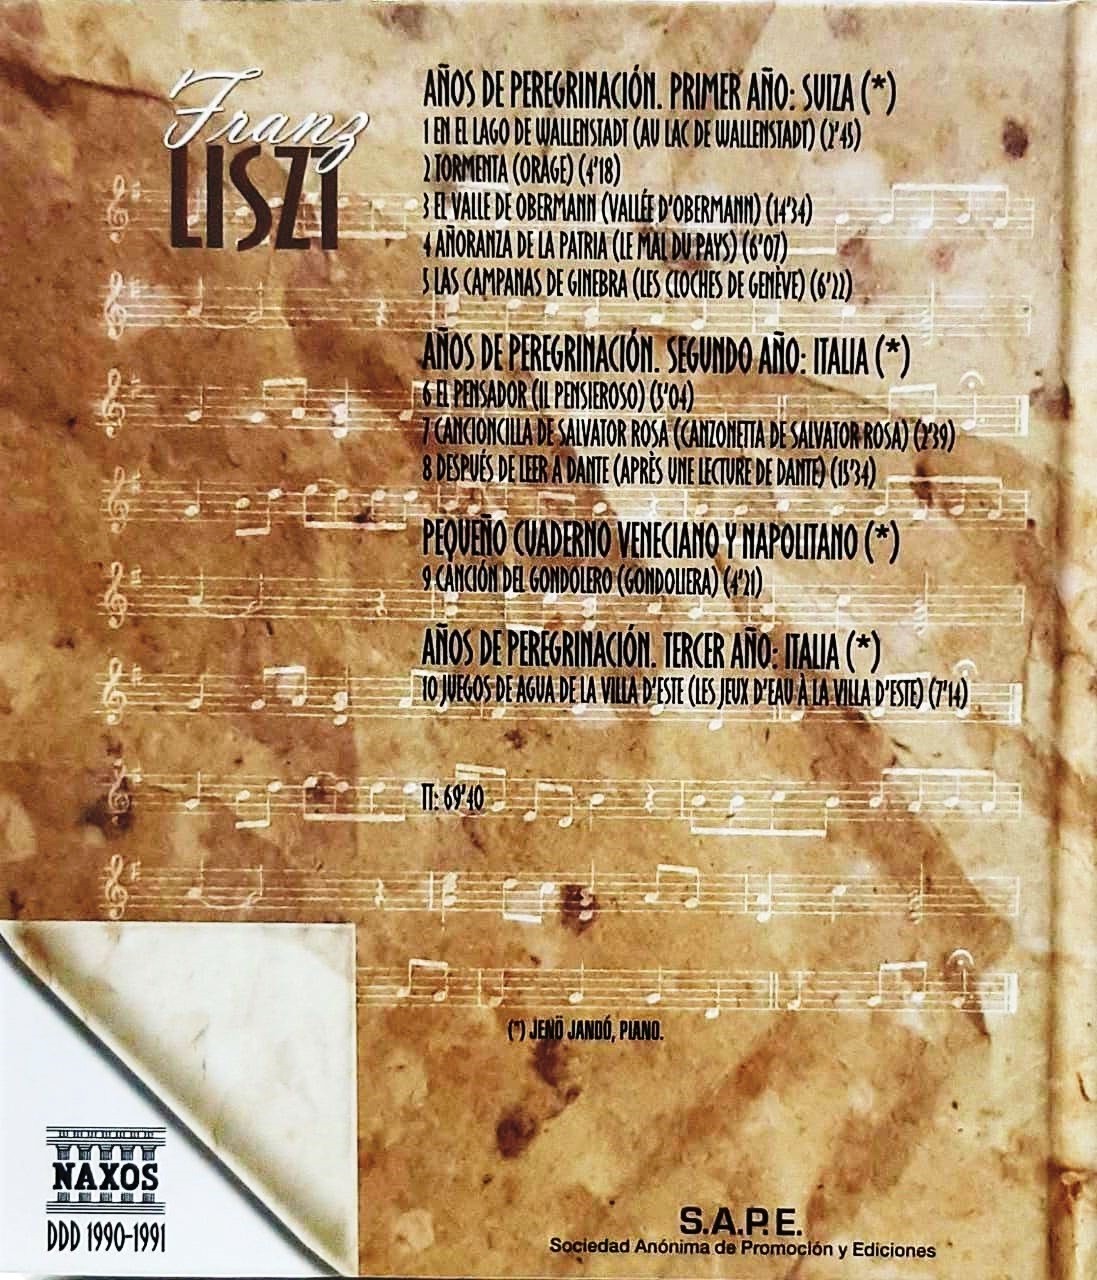 Franz
LISZT
AÑOS DE PEREGRINACIÓN. PRIMER AÑO: SUIZA (*)
1 EN EL LAGO DE WALLENSTADT (AU LAC DE WALLENSTADT) (2'45)
2 TORMENTA (ORAGE) (4'18)
3 EL VALLE DE OBERMANN (VALLÉE D'OBERMANN) (14'34)
4 AÑORANZA DE LA PATRIA (LE MAL DU PAYS) (6'07)
5 LAS CAMPANAS DE GINEBRA (LES CLOCHES DE GENÈVE) (6'22)
AÑOS DE PEREGRINACIÓN. SEGUNDO AÑO: ITALIA (*)
6 EL PENSADOR (IL PENSIEROSO) (5'04)
7 CANCIONCILLA DE SALVATOR ROSA (CANZONETTA DE SALVATOR ROSA) (2'39)
8 DESPUÉS DE LEER A DANTE (APRÈS UNE LECTURE DE DANTE) (15'34)
PEQUEÑO CUADERNO VENECIANO Y NAPOLITANO (*)
9 CANCIÓN DEL GONDOLERO (GONDOLIERA) (4'21)
AÑOS DE PEREGRINACIÓN. TERCER AÑO: ITALIA (*)
10 JUEGOS DE AGUA DE LA VILLA D'ESTE (LES JEUX D'EAU À LA VILLA D'ESTE) (7'14)
TT: 69'40
(*) JENÖ JANDÓ, PIANO.
NAXOS
DDD 1990-1991
S.A.P.E.
Sociedad Anónima de Promoción y Ediciones